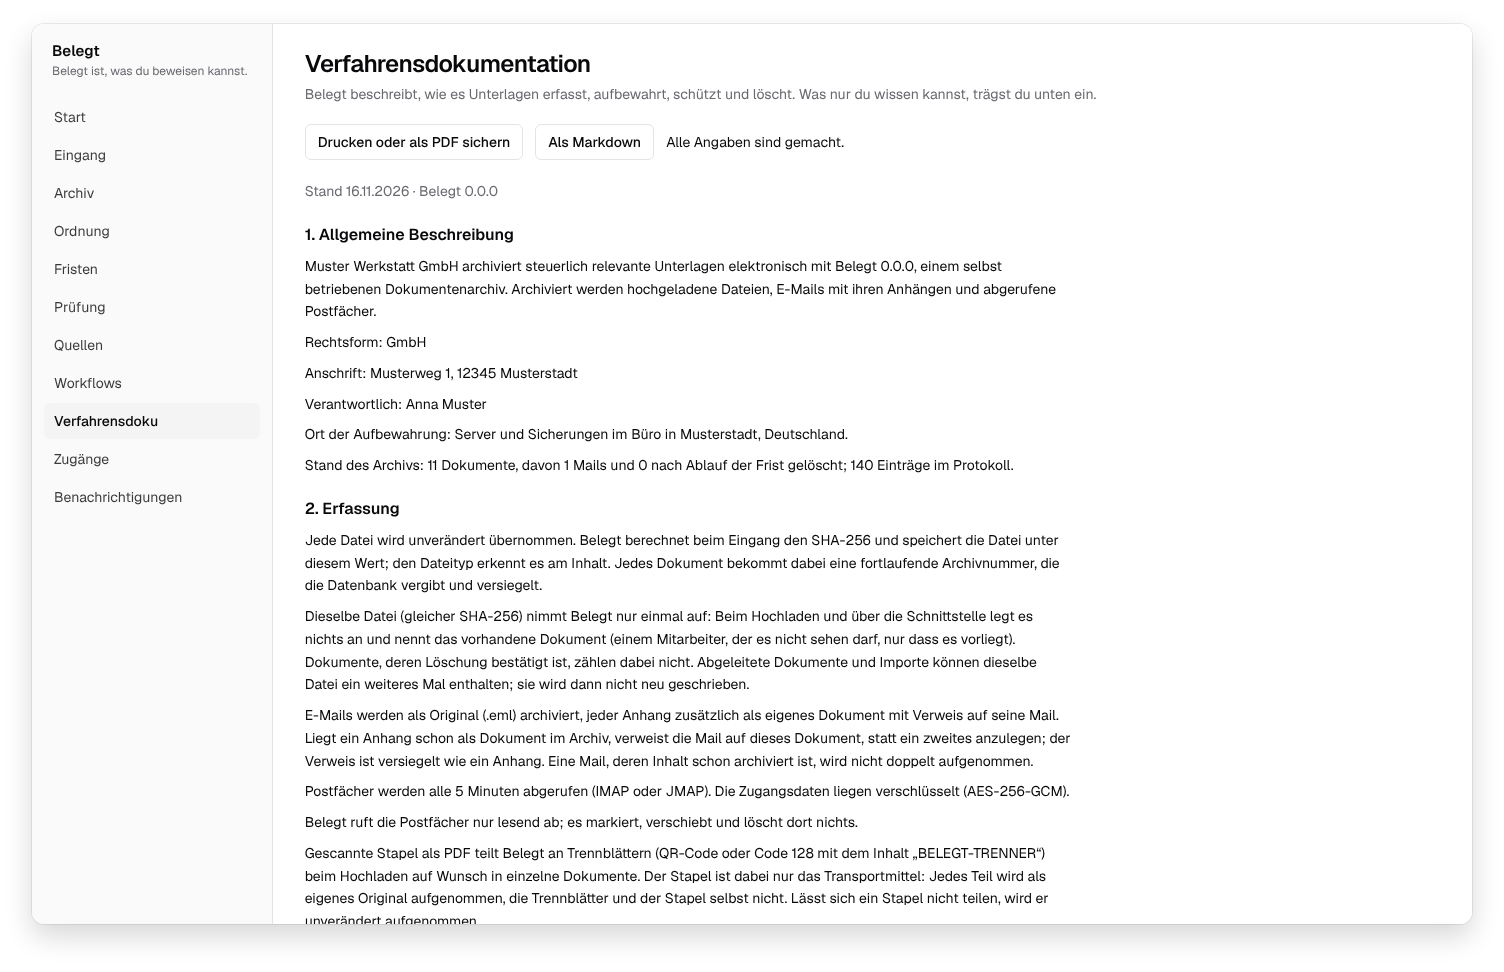 Belegt
Belegt ist, was du beweisen kannst.
Start
Eingang
Archiv
Ordnung
Fristen
Prüfung
Quellen
Workflows
Verfahrensdoku
Zugänge
Benachrichtigungen
Verfahrensdokumentation
Belegt beschreibt, wie es Unterlagen erfasst, aufbewahrt, schützt und löscht. Was nur du wissen kannst, trägst du unten ein.
Drucken oder als PDF sichern Als Markdown Alle Angaben sind gemacht.
Stand 16.11.2026 · Belegt 0.0.0
1. Allgemeine Beschreibung
Muster Werkstatt GmbH archiviert steuerlich relevante Unterlagen elektronisch mit Belegt 0.0.0, einem selbst
betriebenen Dokumentenarchiv. Archiviert werden hochgeladene Dateien, E-Mails mit ihren Anhängen und abgerufene
Postfächer.
Rechtsform: GmbH
Anschrift: Musterweg 1, 12345 Musterstadt
Verantwortlich: Anna Muster
Ort der Aufbewahrung: Server und Sicherungen im Büro in Musterstadt, Deutschland.
Stand des Archivs: 11 Dokumente, davon 1 Mails und 0 nach Ablauf der Frist gelöscht; 140 Einträge im Protokoll.
2. Erfassung
Jede Datei wird unverändert übernommen. Belegt berechnet beim Eingang den SHA-256 und speichert die Datei unter
diesem Wert; den Dateityp erkennt es am Inhalt. Jedes Dokument bekommt dabei eine fortlaufende Archivnummer, die
die Datenbank vergibt und versiegelt.
Dieselbe Datei (gleicher SHA-256) nimmt Belegt nur einmal auf: Beim Hochladen und über die Schnittstelle legt es
nichts an und nennt das vorhandene Dokument (einem Mitarbeiter, der es nicht sehen darf, nur dass es vorliegt).
Dokumente, deren Löschung bestätigt ist, zählen dabei nicht. Abgeleitete Dokumente und Importe können dieselbe
Datei ein weiteres Mal enthalten; sie wird dann nicht neu geschrieben.
E-Mails werden als Original (.eml) archiviert, jeder Anhang zusätzlich als eigenes Dokument mit Verweis auf seine Mail.
Liegt ein Anhang schon als Dokument im Archiv, verweist die Mail auf dieses Dokument, statt ein zweites anzulegen; der
Verweis ist versiegelt wie ein Anhang. Eine Mail, deren Inhalt schon archiviert ist, wird nicht doppelt aufgenommen.
Postfächer werden alle 5 Minuten abgerufen (IMAP oder JMAP). Die Zugangsdaten liegen verschlüsselt (AES-256-GCM).
Belegt ruft die Postfächer nur lesend ab; es markiert, verschiebt und löscht dort nichts.
Gescannte Stapel als PDF teilt Belegt an Trennblättern (QR-Code oder Code 128 mit dem Inhalt „BELEGT-TRENNER“)
beim Hochladen auf Wunsch in einzelne Dokumente. Der Stapel ist dabei nur das Transportmittel: Jedes Teil wird als
eigenes Original aufgenommen, die Trennblätter und der Stapel selbst nicht. Lässt sich ein Stapel nicht teilen, wird er
unverändert aufgenommen.